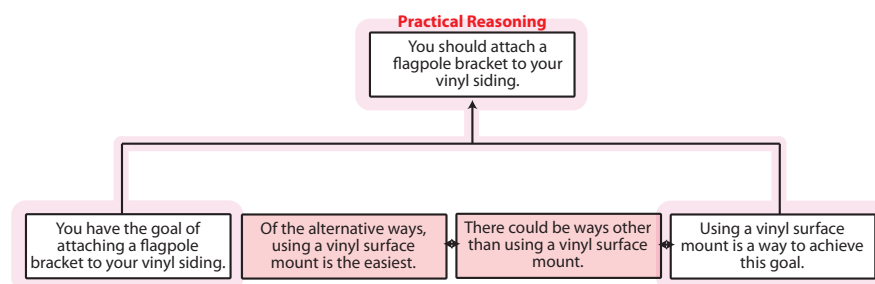 Practical Reasoning
You should attach a
flagpole bracket to your
vinyl siding.
You have the goal of
attaching a flagpole
bracket to your vinyl siding.
Of the alternative ways,
using a vinyl surface
mount is the easiest.
There could be ways other
than using a vinyl surface
mount.
Using a vinyl surface
mount is a way to achieve
this goal.